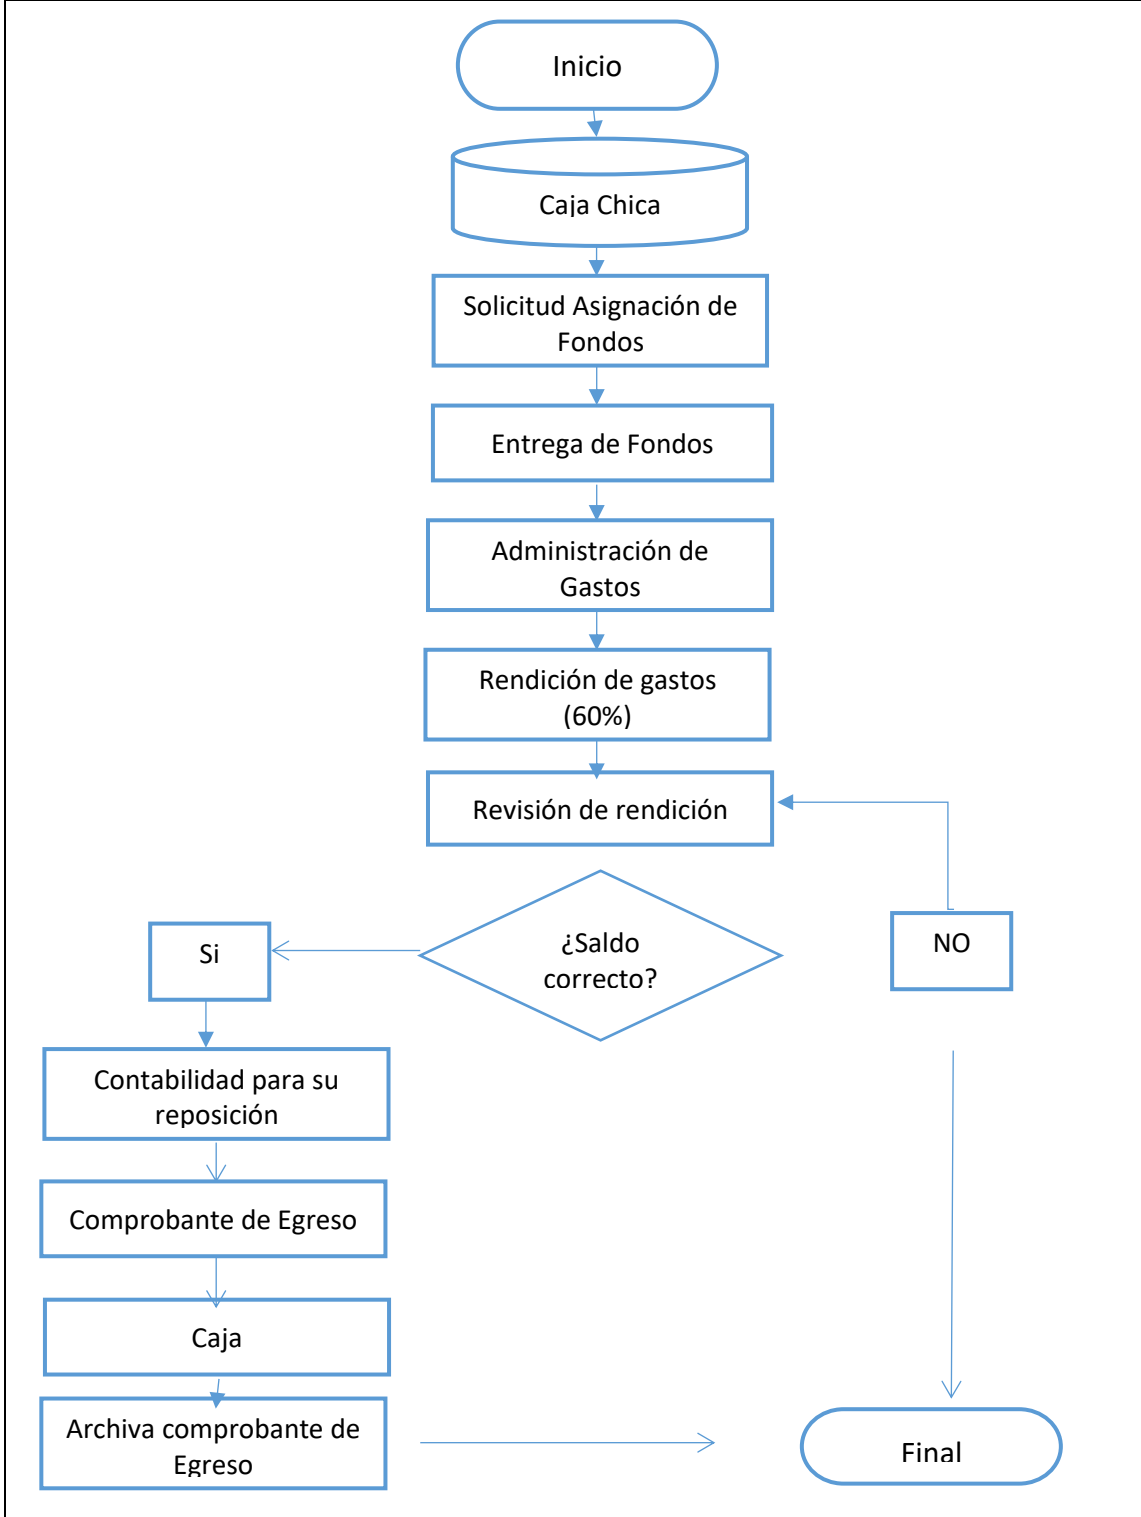 Inicio
Caja Chica
Solicitud Asignación de
Fondos
Entrega de Fondos
Administración de
Gastos
Rendición de gastos
(60%)
Revisión de rendición
¿Saldo
correcto?
Si
NO
Contabilidad para su
reposición
Comprobante de Egreso
Caja
Archiva comprobante de
Egreso
Final